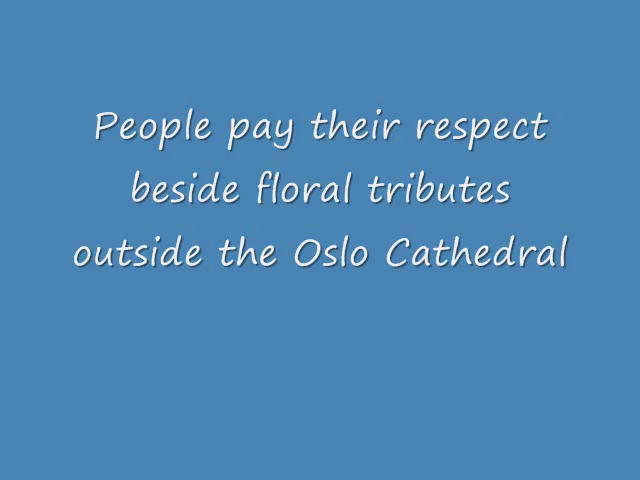 People pay their respect
beside floral tributes
outside the Oslo Cathedral